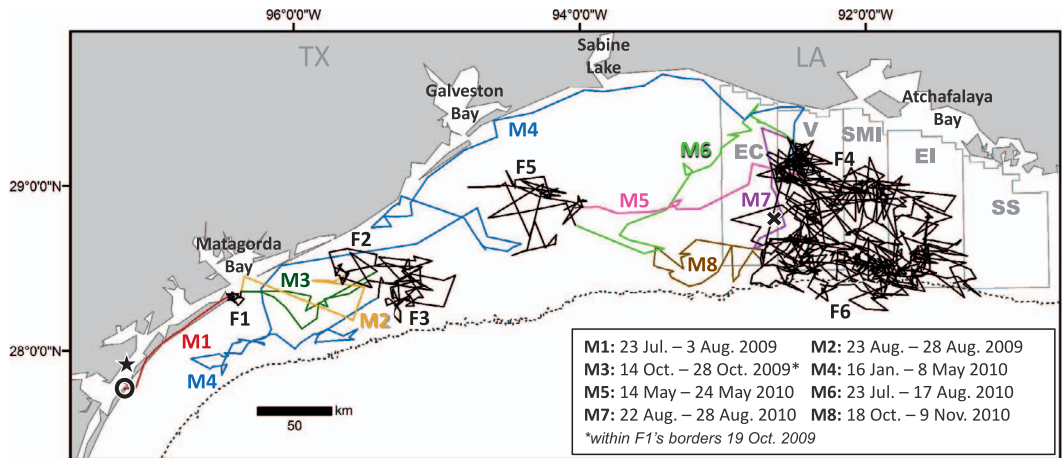 96°0'0"W
94°0'0"W
92°0'0"W
TX
LA
Sabine
Lake
Galveston
Bay
Atchafalaya
Bay
M4
V
SMI
M6
EC
EI
F4
29°0'0"N
F5
M5
M7
SS
Matagorda
Bay
F2
M8
M3
F1
F3
M2
F6
M1
28°0'0"N
M4
km
50
M1: 23 Jul. – 3 Aug. 2009 M2: 23 Aug. – 28 Aug. 2009
M3: 14 Oct. – 28 Oct. 2009* M4: 16 Jan. – 8 May 2010
M5: 14 May – 24 May 2010 M6: 23 Jul. – 17 Aug. 2010
M7: 22 Aug. – 28 Aug. 2010 M8: 18 Oct. – 9 Nov. 2010
*within F1's borders 19 Oct. 2009